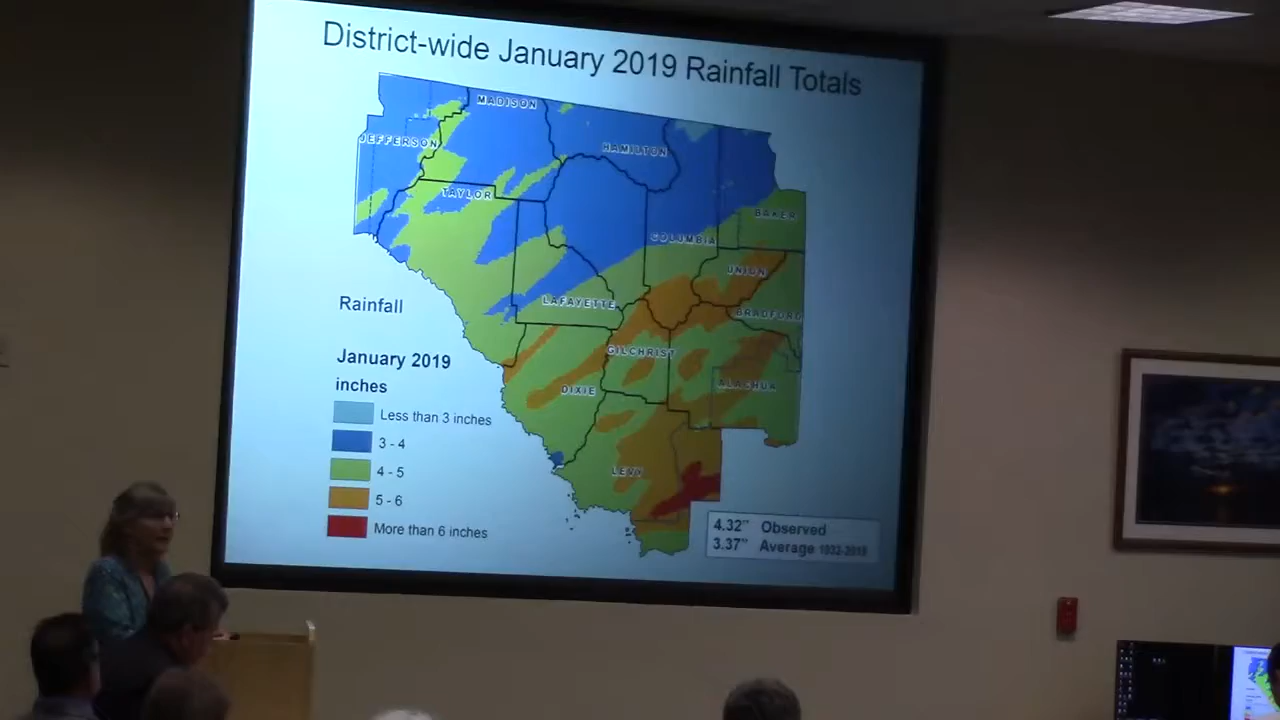 District-wide January 2019 Rainfall Totals
MADISON
JEFFERSON
HAMILTON
TAYLOR
BAKER
COLUMBIA
UNION
LAFAYETTE
BRADFORD
GILCHRIST
DIXIE
ALACHUA
LEVY
Rainfall
January 2019
inches
Less than 3 inches
3 - 4
4 - 5
5 - 6
More than 6 inches
4.32" Observed
3.37" Average 1932-2018